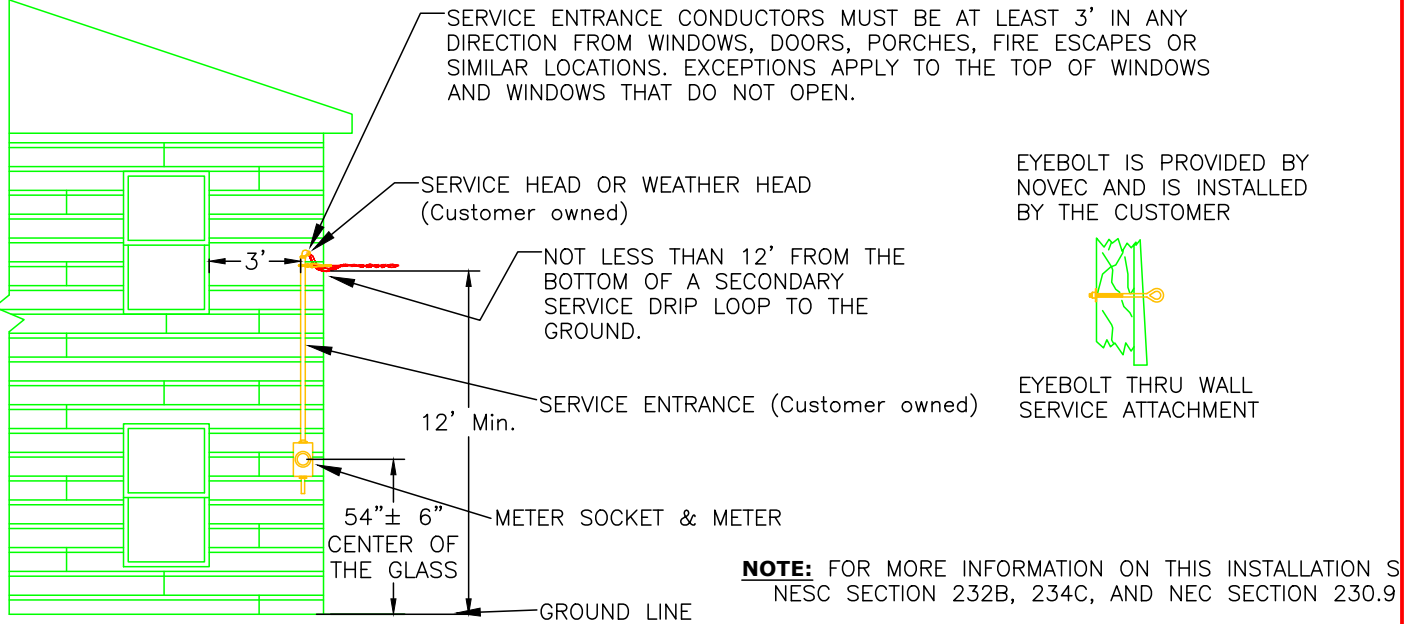 SERVICE ENTRANCE CONDUCTORS MUST BE AT LEAST 3' IN ANY
DIRECTION FROM WINDOWS, DOORS, PORCHES, FIRE ESCAPES OR
SIMILAR LOCATIONS. EXCEPTIONS APPLY TO THE TOP OF WINDOWS
AND WINDOWS THAT DO NOT OPEN.
SERVICE HEAD OR WEATHER HEAD
(Customer owned)
EYEBOLT IS PROVIDED BY
NOVEC AND IS INSTALLED
BY THE CUSTOMER
3'
NOT LESS THAN 12' FROM THE
BOTTOM OF A SECONDARY
SERVICE DRIP LOOP TO THE
GROUND.
EYEBOLT THRU WALL
SERVICE ATTACHMENT
SERVICE ENTRANCE (Customer owned)
12' Min.
54"± 6"
CENTER OF
THE GLASS
METER SOCKET & METER
NOTE: FOR MORE INFORMATION ON THIS INSTALLATION S
NESC SECTION 232B, 234C, AND NEC SECTION 230.9
GROUND LINE